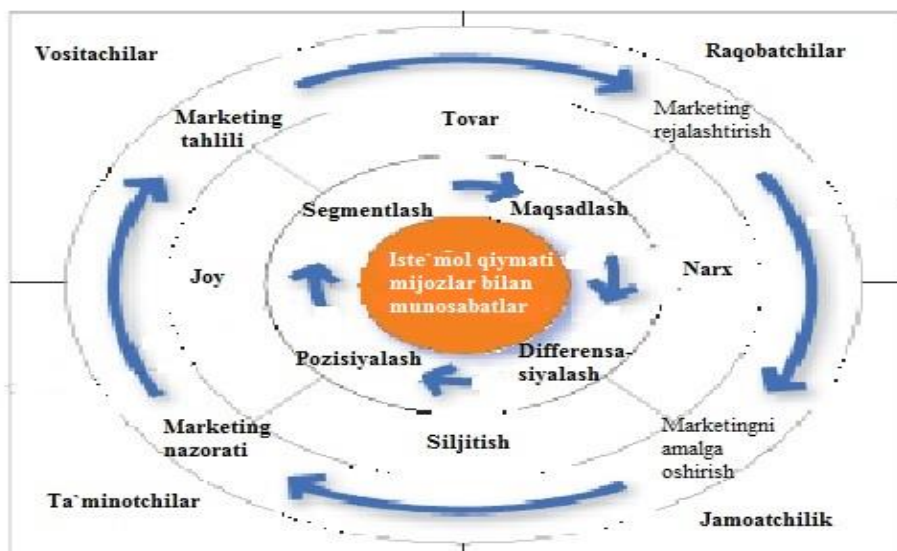 Vositachilar
Raqobatchilar
Marketing
tahlili
Tovar
Marketing
rejalashtirish
Segmentlash
Maqsadlash
Iste`mol qiymati v
mijozlar bilan
munosabatlar
Joy
Narx
Pozisiyalash
Differensa-
siyalash
Marketing
nazorati
Siljitish
Marketingni
amalga
oshirish
Ta`minotchilar
Jamoatchilik